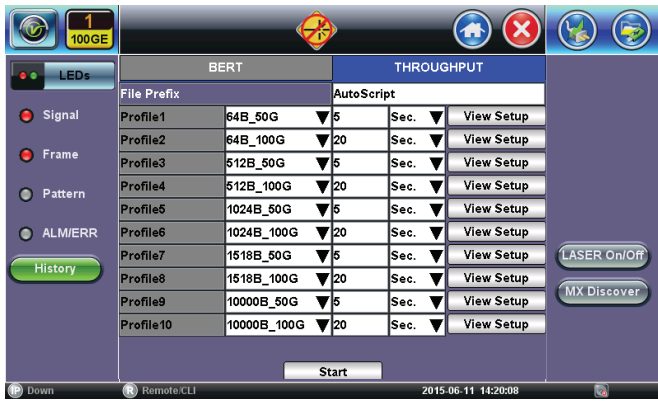 1
100GE
LEDs
Signal
Frame
Pattern
ALM/ERR
History
BERT THROUGHPUT
File Prefix AutoScript
Profile1 64B_50G 5 Sec. View Setup
Profile2 64B_100G 20 Sec. View Setup
Profile3 512B_50G 5 Sec. View Setup
Profile4 512B_100G 20 Sec. View Setup
Profile5 1024B_50G 5 Sec. View Setup
Profile6 1024B_100G 20 Sec. View Setup
Profile7 1518B_50G 5 Sec. View Setup
Profile8 1518B_100G 20 Sec. View Setup
Profile9 10000B_50G 5 Sec. View Setup
Profile10 10000B_100G 20 Sec. View Setup
Start
LASER On/Off
MX Discover
IP Down R Remote/CLI 2015-06-11 14:20:08